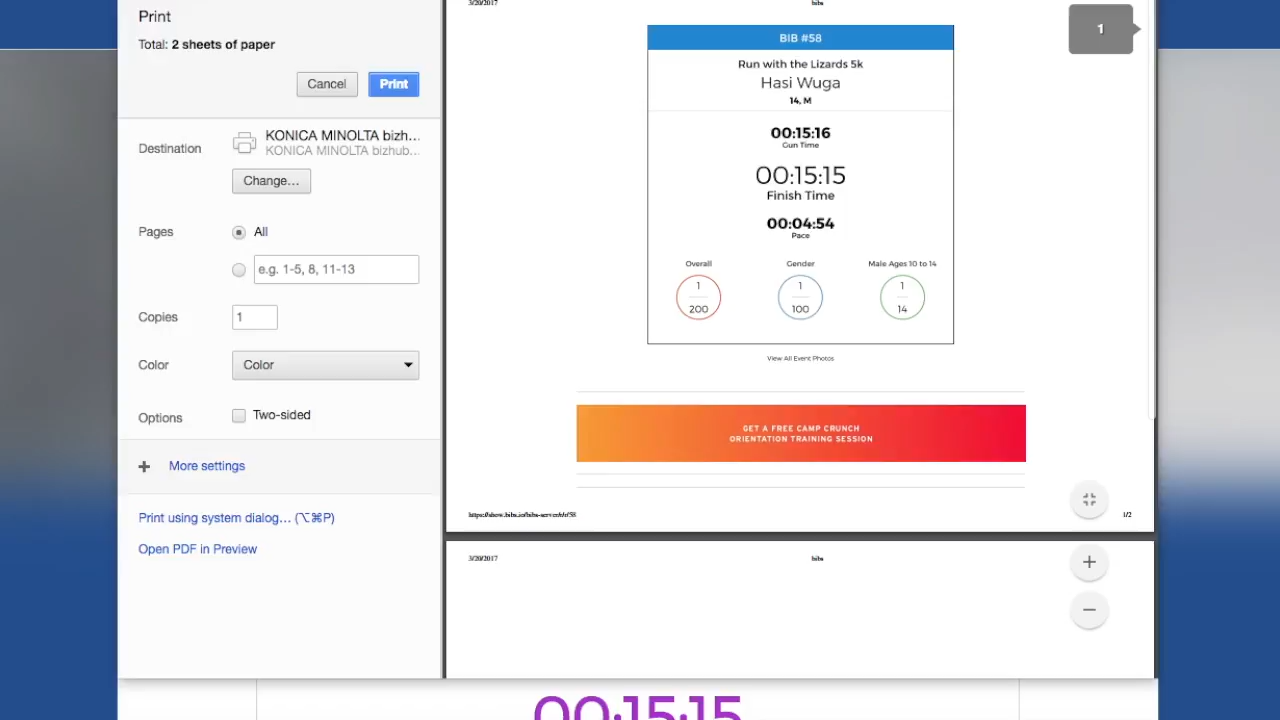 Print
Total: 2 sheets of paper
Cancel
Print
Destination
KONICA MINOLTA bizh...
KONICA MINOLTA bizhub...
Change...
Pages
All
e.g. 1-5, 8, 11-13
Copies
1
Color
Color
Options
Two-sided
+ More settings
Print using system dialog... (⌥⌘P)
Open PDF in Preview
3/20/2017
bibs
1
BIB #58
Run with the Lizards 5k
Hasi Wuga
14, M
00:15:16
Gun Time
00:15:15
Finish Time
00:04:54
Pace
Overall
Gender
Male Ages 10 to 14
1
200
1
100
1
14
View All Event Photos
GET A FREE CAMP CRUNCH
ORIENTATION TRAINING SESSION
1/2
3/20/2017
bibs
00:15:15